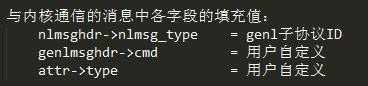 与内核通信的消息中各字段的填充值：
nlmsghdr->nlmsg_type = genl子协议ID
genlmsghdr->cmd = 用户自定义
attr->type = 用户自定义